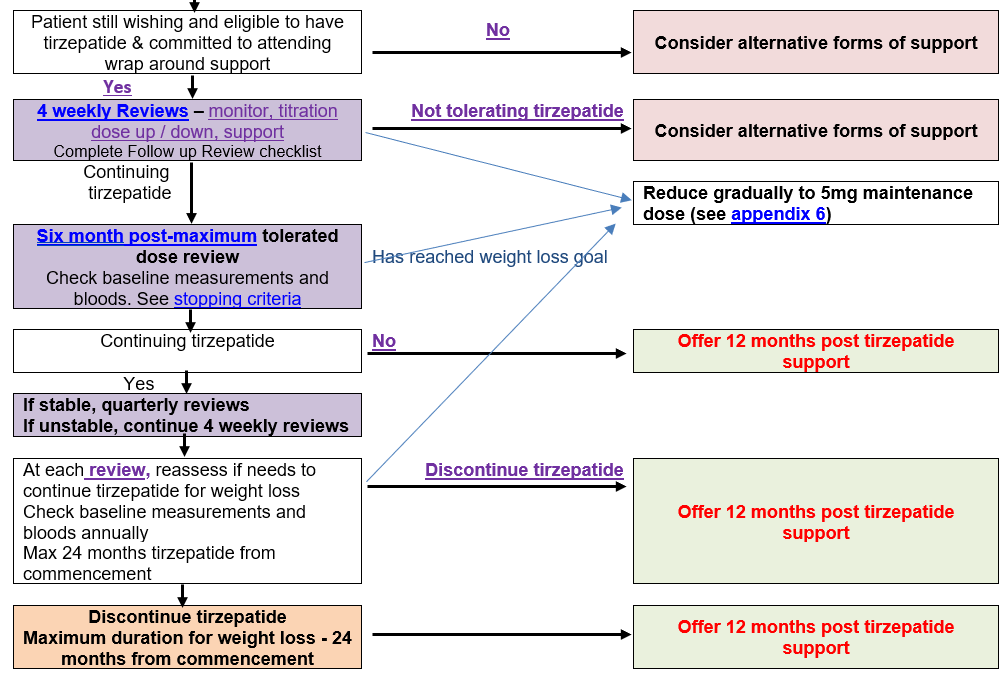 Patient still wishing and eligible to have
tirzepatide & committed to attending
wrap around support
No
Consider alternative forms of support
Yes
4 weekly Reviews – monitor, titration
dose up / down, support
Complete Follow up Review checklist
Not tolerating tirzepatide
Consider alternative forms of support
Continuing
tirzepatide
Reduce gradually to 5mg maintenance
dose (see appendix 6)
Six month post-maximum tolerated
dose review
Check baseline measurements and
bloods. See stopping criteria
Has reached weight loss goal
Continuing tirzepatide
No
Offer 12 months post tirzepatide
support
Yes
If stable, quarterly reviews
If unstable, continue 4 weekly reviews
At each review, reassess if needs to
continue tirzepatide for weight loss
Check baseline measurements and
bloods annually
Max 24 months tirzepatide from
commencement
Discontinue tirzepatide
Offer 12 months post tirzepatide
support
Discontinue tirzepatide
Maximum duration for weight loss - 24
months from commencement
Offer 12 months post tirzepatide
support